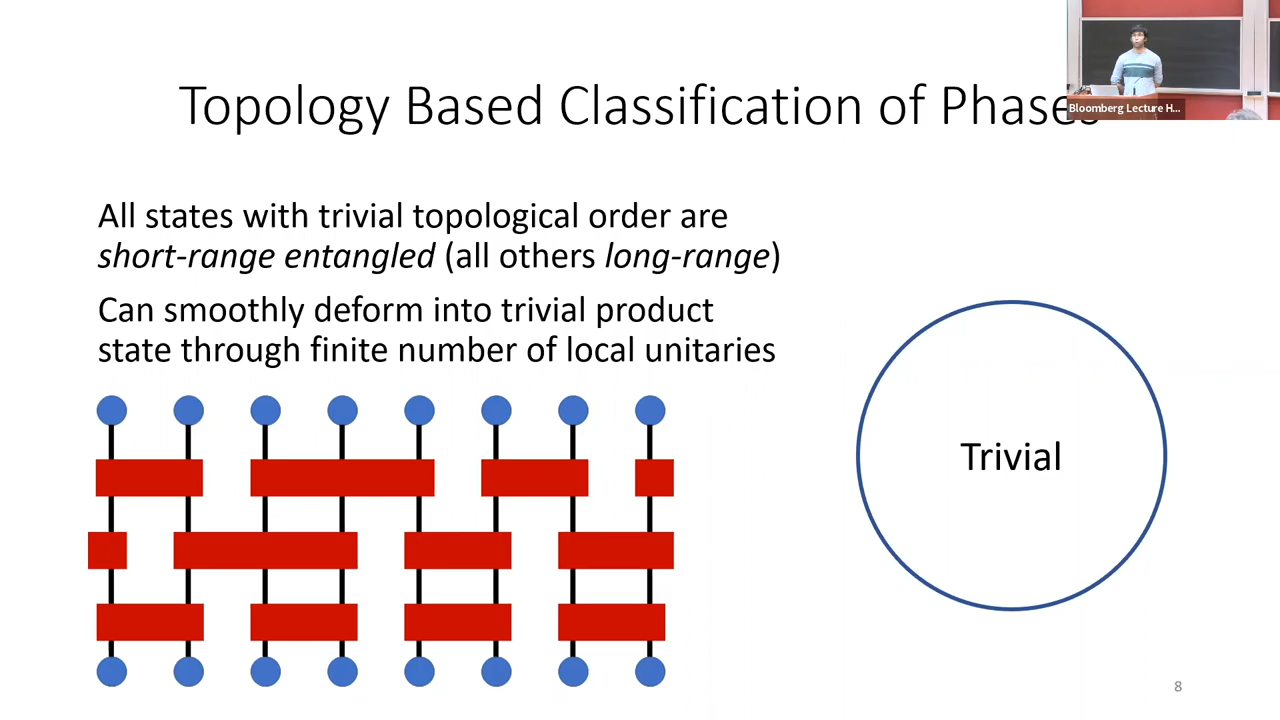 Topology Based Classification of Phases
Bloomberg Lecture H...
All states with trivial topological order are
short-range entangled (all others long-range)
Can smoothly deform into trivial product
state through finite number of local unitaries
Trivial
8